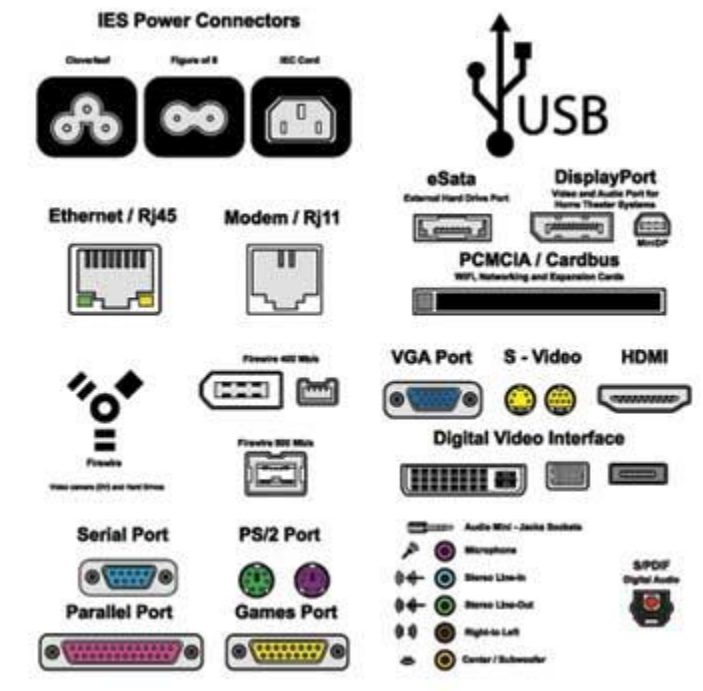 IES Power Connectors
Cloverleaf
Figure of 8
IEC Cord
USB
eSata
External Hard Drive Port
DisplayPort
Video and Audio Port for
Home Theater Systems
MiniDP
Ethernet / Rj45
Modem / Rj11
PCMCIA / Cardbus
WiFi, Networking and Expansion Cards
Firewire 400 Mb/s
VGA Port
S - Video
HDMI
Firewire
Video camera (DV) and Hard Drives
Firewire 800 Mb/s
Digital Video Interface
Serial Port
PS/2 Port
Parallel Port
Games Port
Audio Mini - Jacks Sockets
Microphone
Stereo Line-In
Stereo Line-Out
Right-to Left
Center / Subwoofer
S/PDIF
Digital Audio